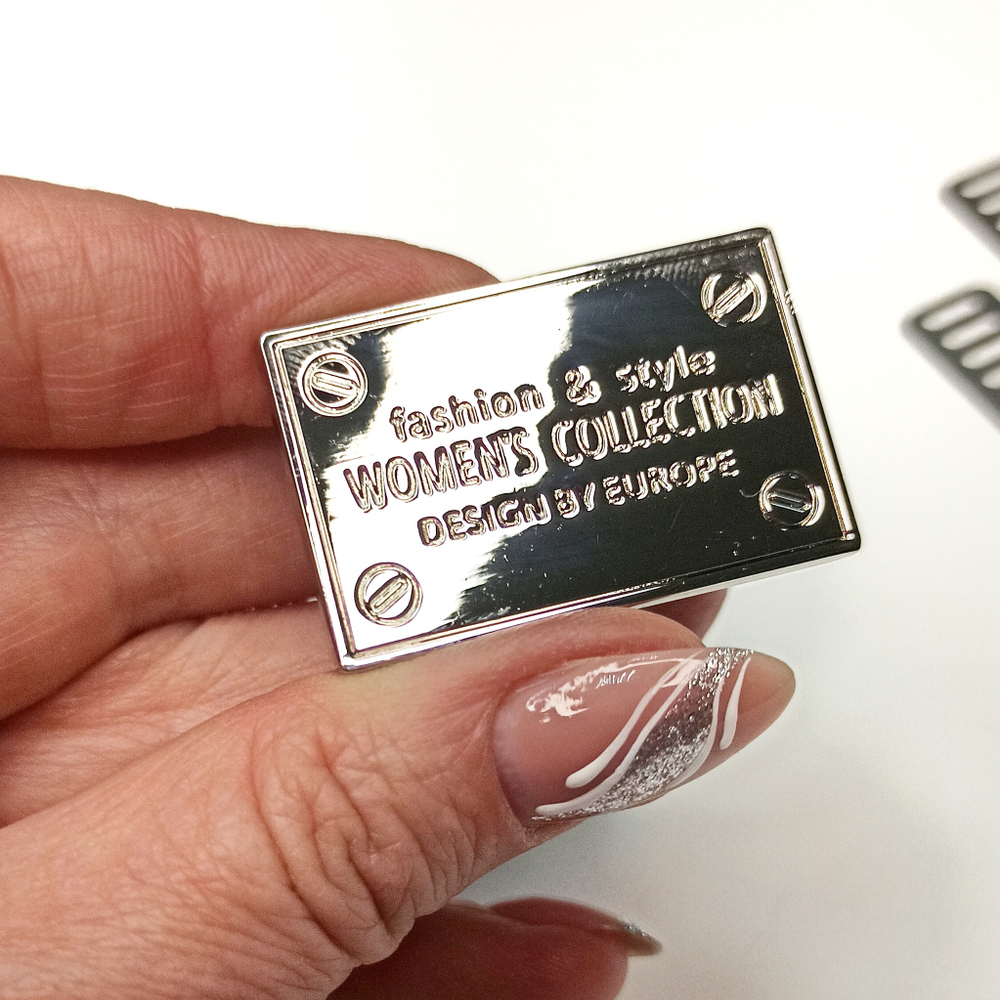 fashion & style
WOMEN'S COLLECTION
DESIGN BY EUROPE